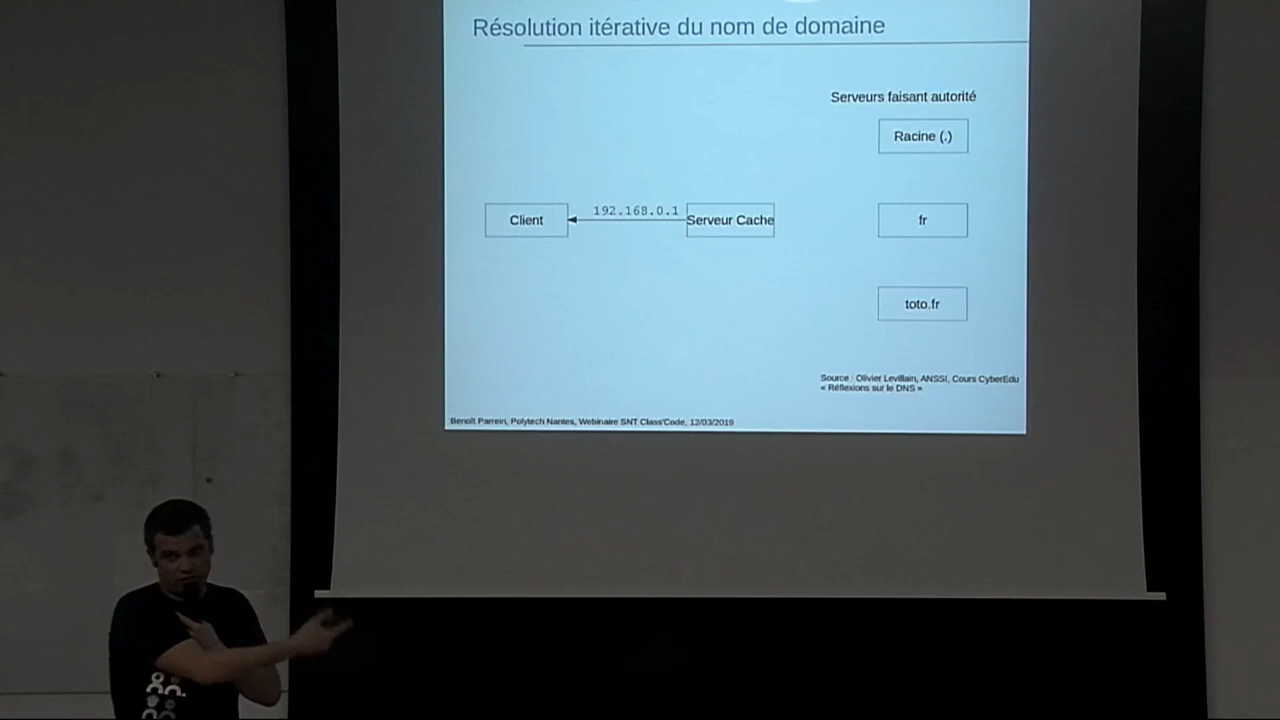 Résolution itérative du nom de domaine
Serveurs faisant autorité
Racine (.)
192.168.0.1
Client
Serveur Cache
fr
toto.fr
Source : Olivier Levillain, ANSSI, Cours CyberEdu
« Réflexions sur le DNS »
Benoît Parrein, Polytech Nantes, Webinaire SNT Class'Code, 12/03/2019